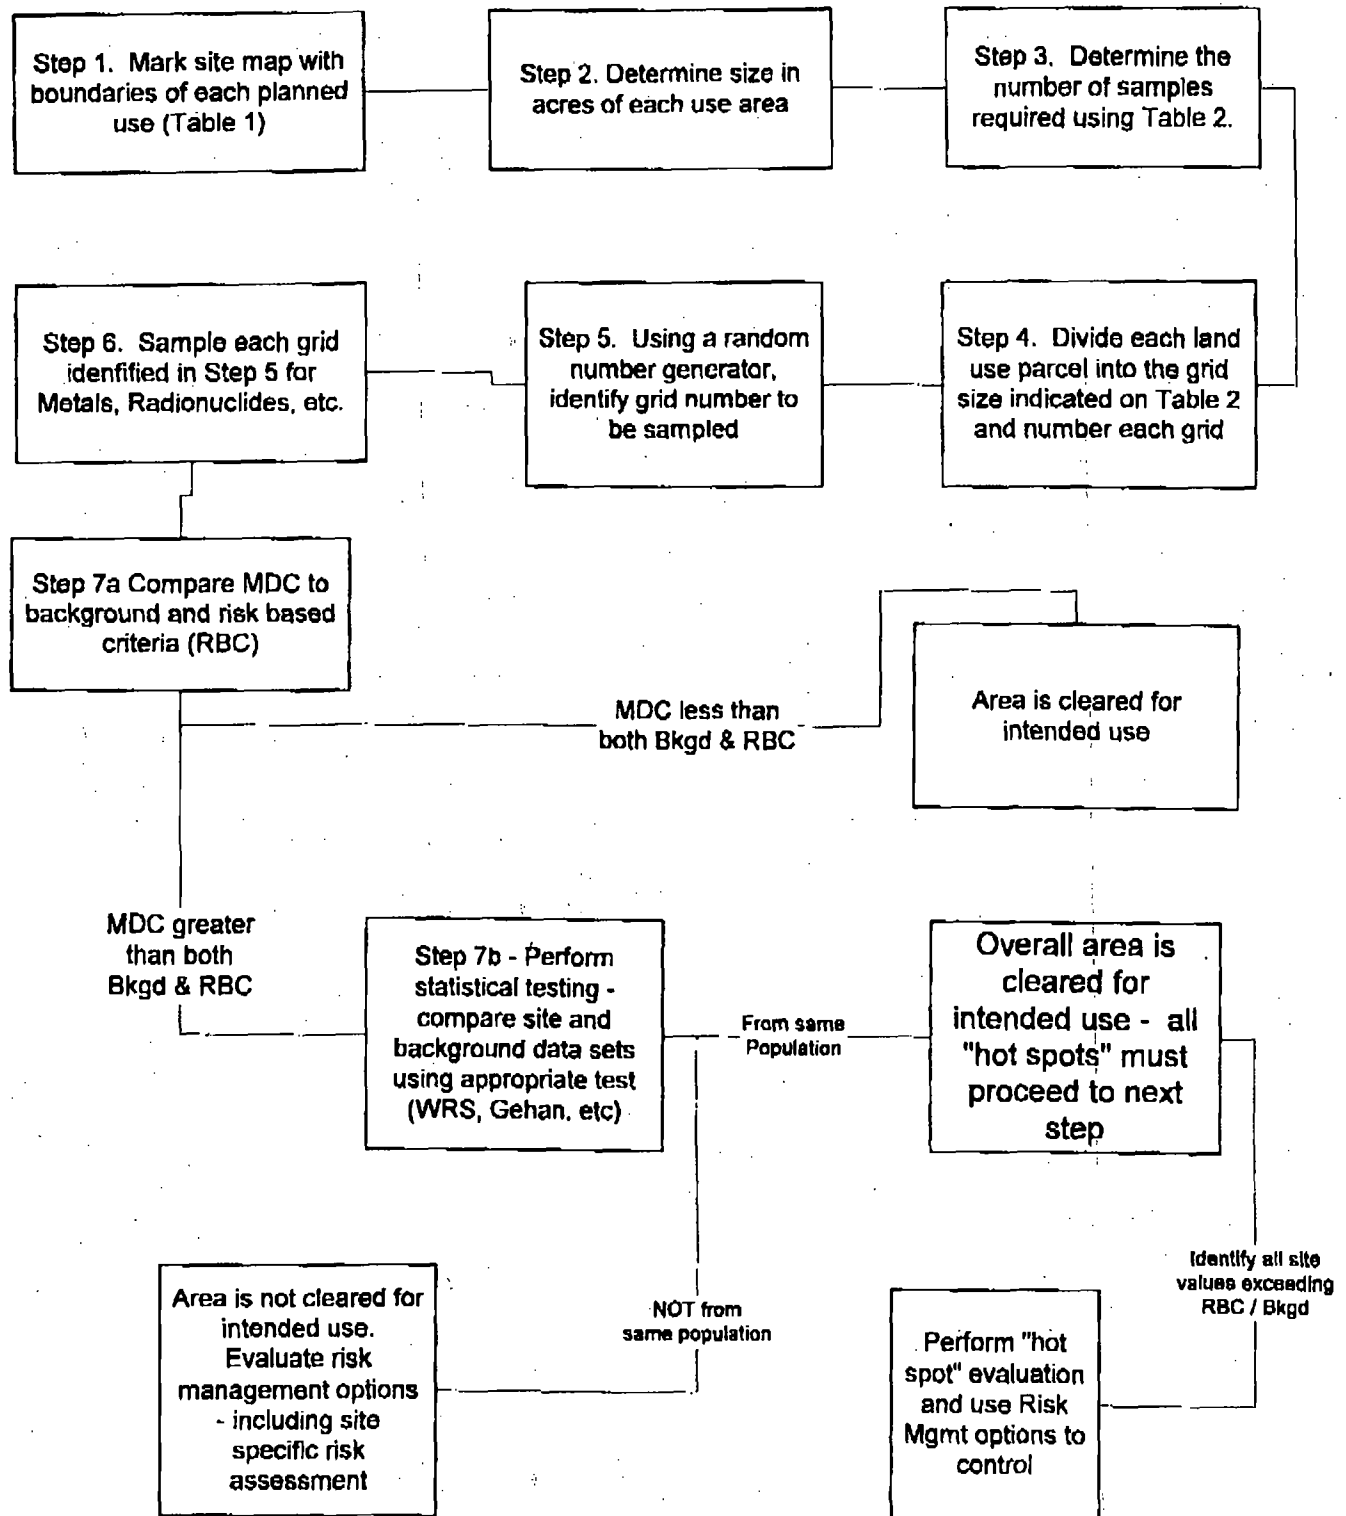 Step 1. Mark site map with
boundaries of each planned
use (Table 1)
Step 2. Determine size in
acres of each use area
Step 3. Determine the
number of samples
required using Table 2.
Step 6. Sample each grid
idenfified in Step 5 for
Metals, Radionuclides, etc.
Step 5. Using a random
number generator,
identify grid number to
be sampled
Step 4. Divide each land
use parcel into the grid
size indicated on Table 2
and number each grid
Step 7a Compare MDC to
background and risk based
criteria (RBC)
MDC less than
both Bkgd & RBC
Area is cleared for
intended use
MDC greater
than both
Bkgd & RBC
Step 7b - Perform
statistical testing -
compare site and
background data sets
using appropriate test
(WRS, Gehan, etc)
From same
Population
Overall area is
cleared for
intended use - all
"hot spots" must
proceed to next
step
Identify all site
values exceeding
RBC / Bkgd
NOT from
same population
Area is not cleared for
intended use.
Evaluate risk
management options
- including site
specific risk
assessment
Perform "hot
spot" evaluation
and use Risk
Mgmt options to
control